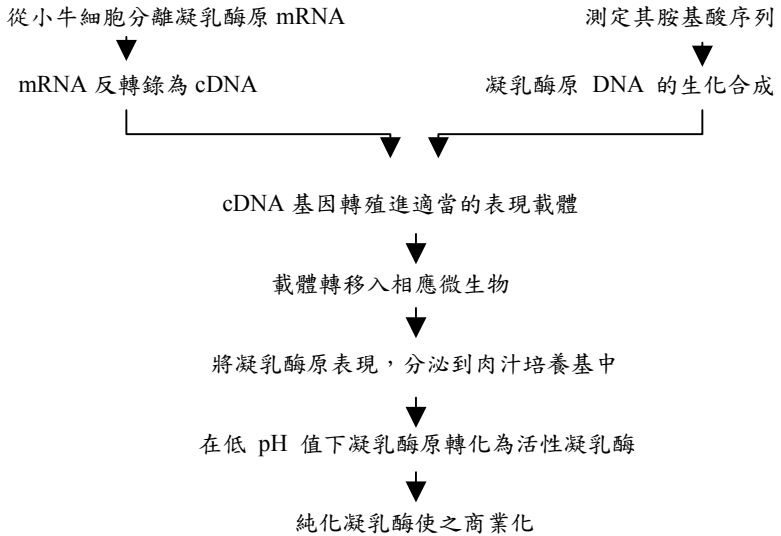 從小牛細胞分離凝乳酶原 mRNA
測定其胺基酸序列
mRNA 反轉錄為 cDNA
凝乳酶原 DNA 的生化合成
cDNA 基因轉殖進適當的表現載體
載體轉移入相應微生物
將凝乳酶原表現，分泌到肉汁培養基中
在低 pH 值下凝乳酶原轉化為活性凝乳酶
純化凝乳酶使之商業化